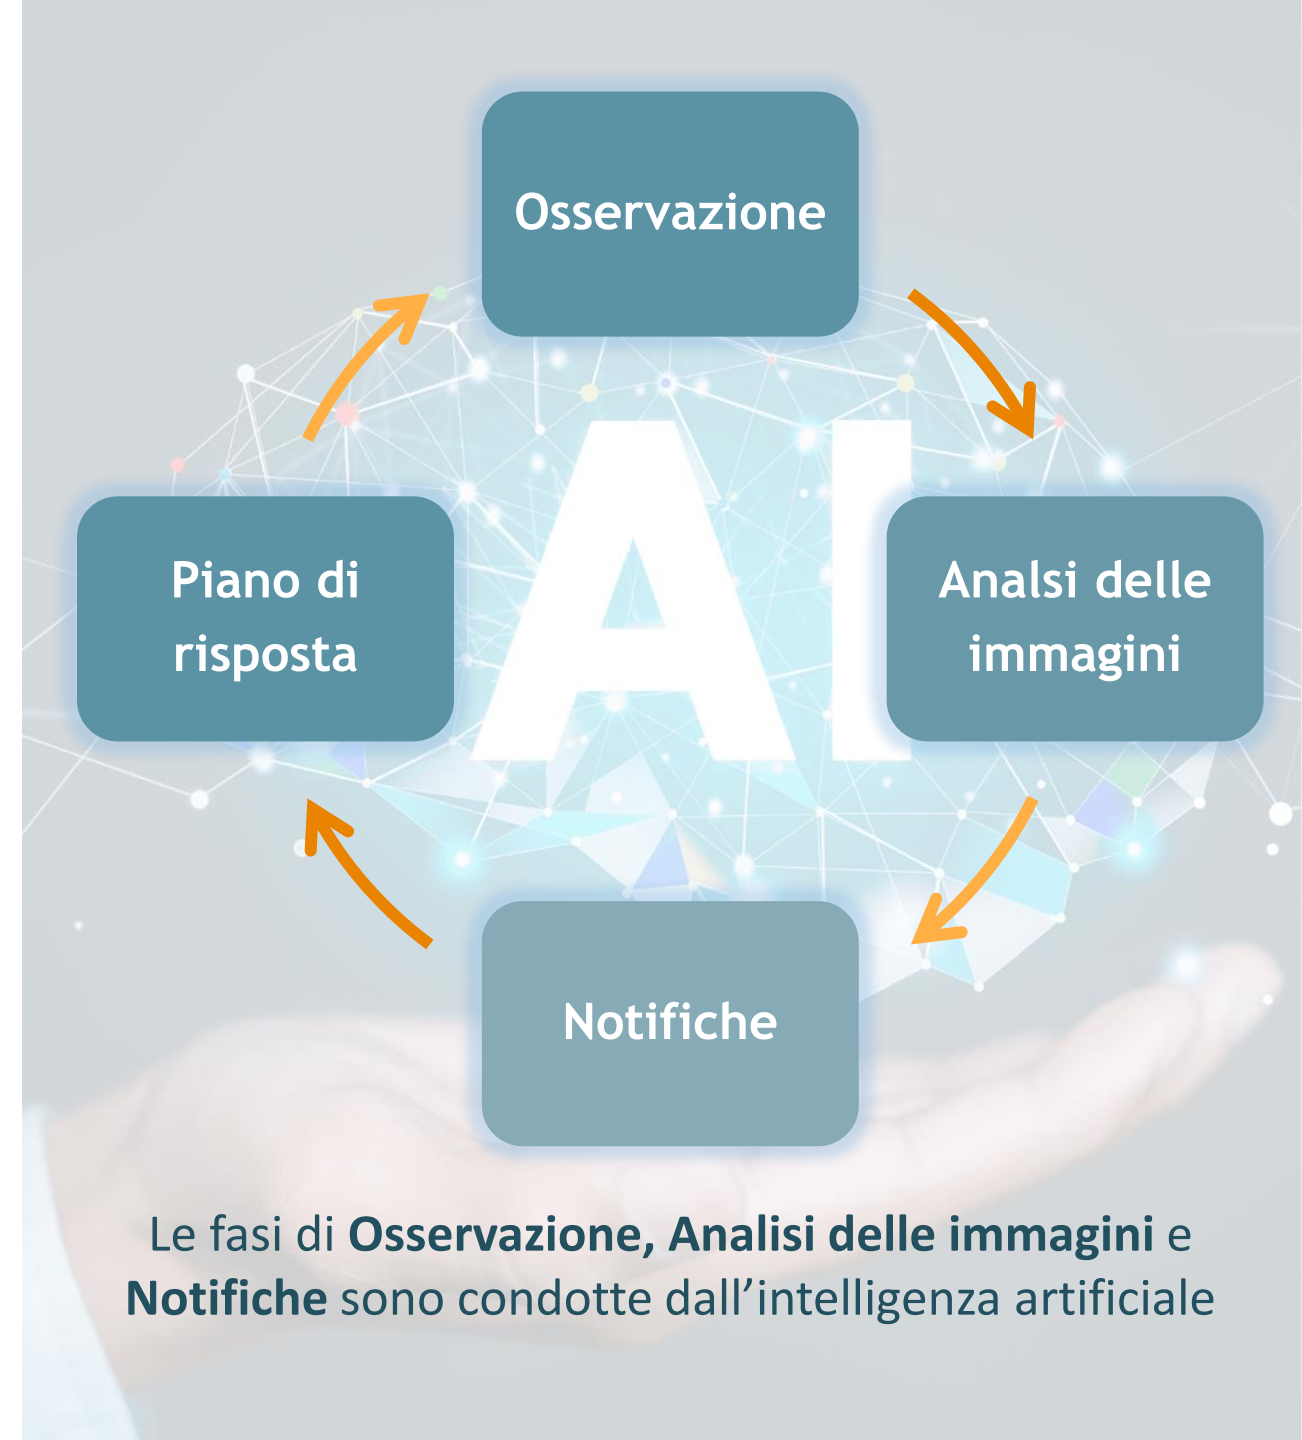 Osservazione
Piano di
risposta
AI
Analsi delle
immagini
Notifiche
Le fasi di Osservazione, Analisi delle immagini e
Notifiche sono condotte dall’intelligenza artificiale